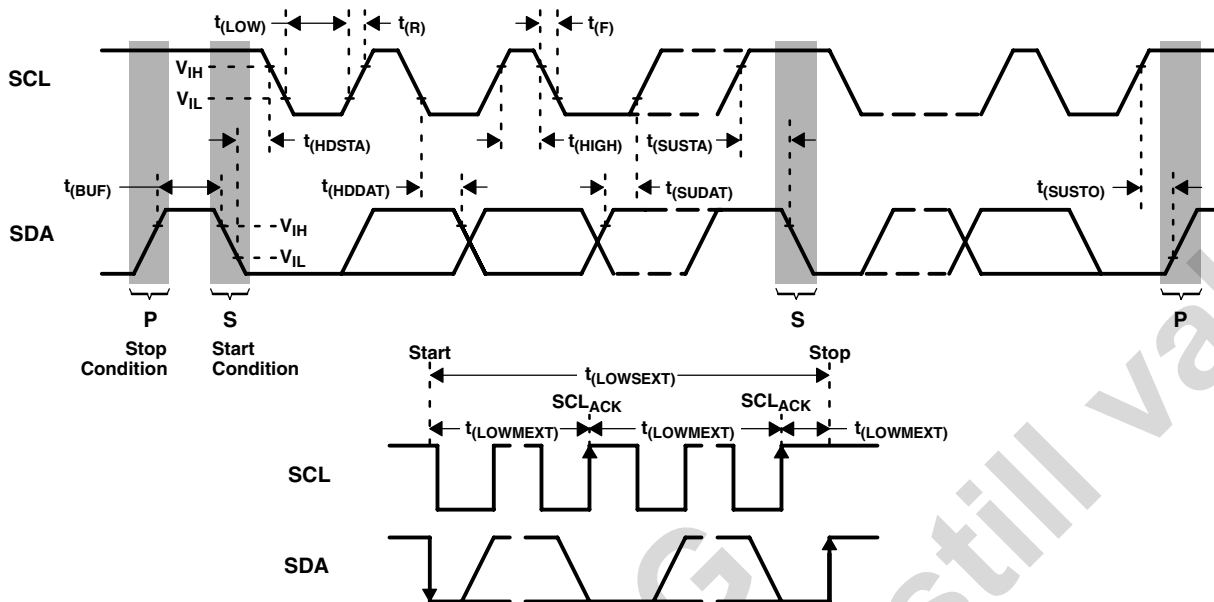 t(LOW) t(R) t(F)
SCL
VIH
VIL
t(HDSTA) t(HIGH) t(SUSTA)
t(BUF) t(HDDAT) t(SUDAT) t(SUSTO)
SDA
VIH
VIL
P S S P
Stop Condition
Start Condition
Start Stop
t(LOWSEXT)
SCLACK SCLACK
t(LOWMEXT) t(LOWMEXT) t(LOWMEXT)
SCL
SDA
G
still